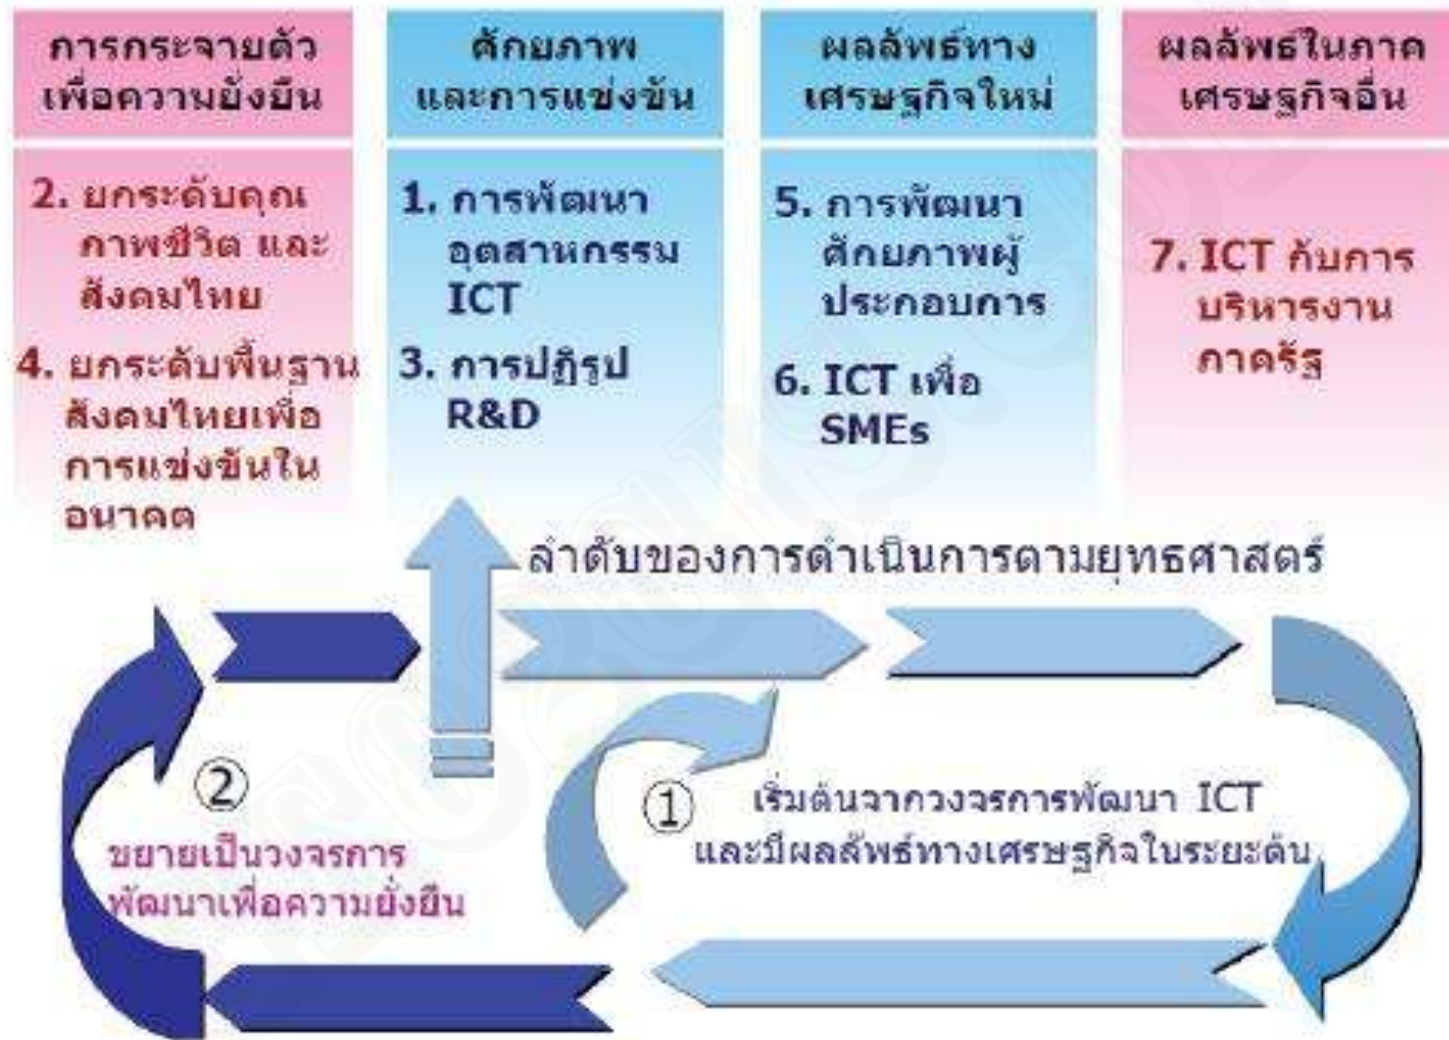 การกระจายตัว
เพื่อความยั่งยืน
ศักยภาพ
และการแข่งขัน
ผลลัพธ์ทาง
เศรษฐกิจใหม่
ผลลัพธ์ในภาค
เศรษฐกิจอื่น
2. ยกระดับคุณ
ภาพชีวิต และ
สังคมไทย
4. ยกระดับพื้นฐาน
สังคมไทยเพื่อ
การแข่งขันใน
อนาคต
1. การพัฒนา
อุตสาหกรรม
ICT
3. การปฏิรูป
R&D
5. การพัฒนา
ศักยภาพผู้
ประกอบการ
6. ICT เพื่อ
SMEs
7. ICT กับการ
บริหารงาน
ภาครัฐ
ลำดับของการดำเนินการตามยุทธศาสตร์
②
ขยายเป็นวงจรการ
พัฒนาเพื่อความยั่งยืน
① เริ่มต้นจากวงจรการพัฒนา ICT
และมีผลลัพธ์ทางเศรษฐกิจในระยะต้น